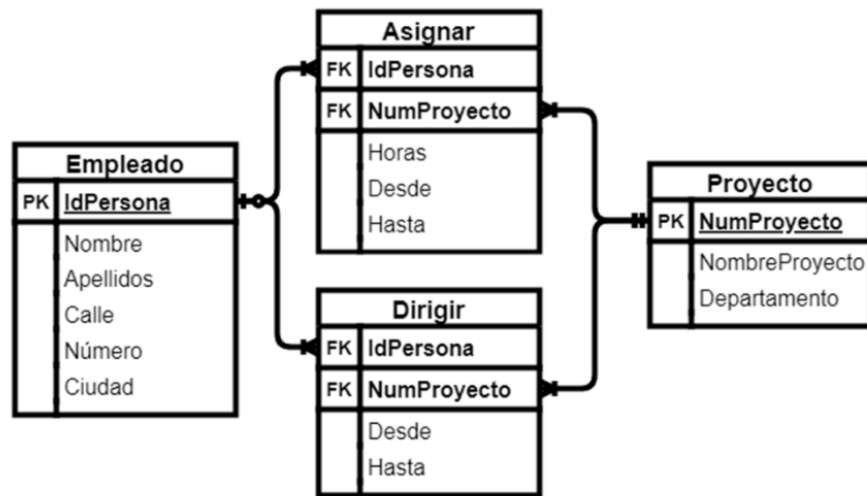 Empleado
PK IdPersona
Nombre
Apellidos
Calle
Número
Ciudad
Asignar
FK IdPersona
FK NumProyecto
Horas
Desde
Hasta
Dirigir
FK IdPersona
FK NumProyecto
Desde
Hasta
Proyecto
PK NumProyecto
NombreProyecto
Departamento